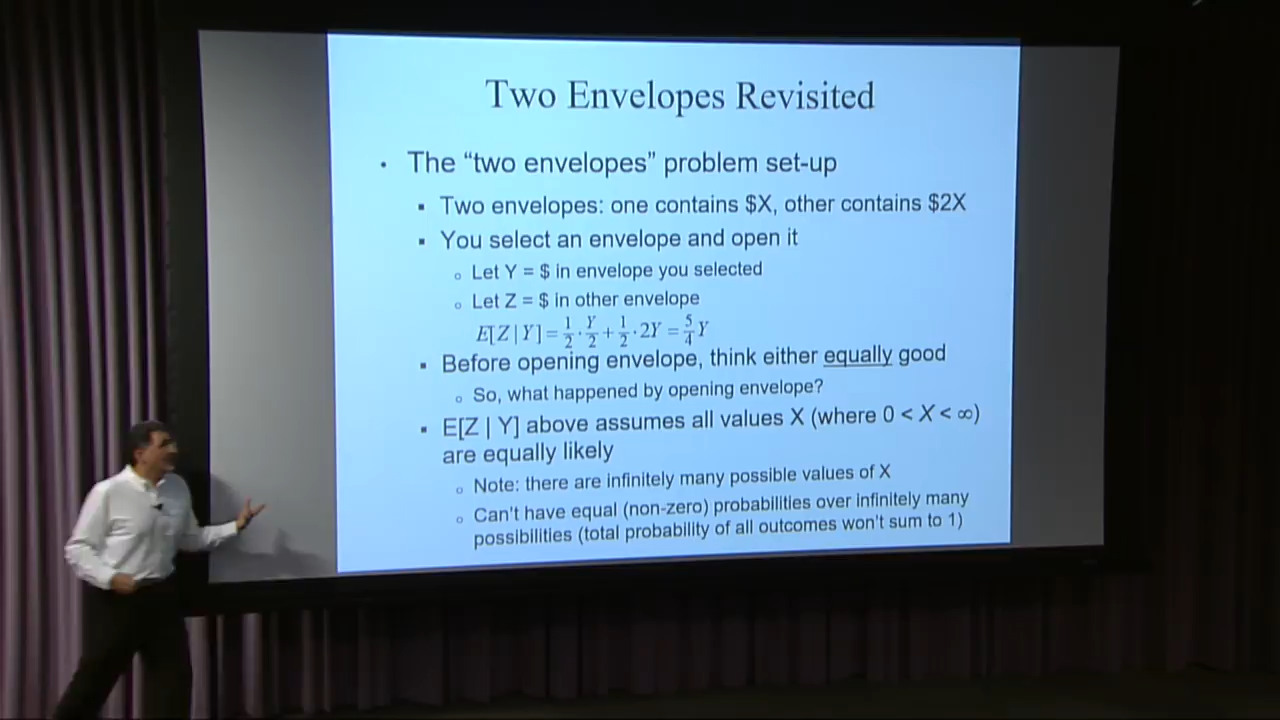 Two Envelopes Revisited
• The “two envelopes” problem set-up
▪ Two envelopes: one contains $X, other contains $2X
▪ You select an envelope and open it
o Let Y = $ in envelope you selected
o Let Z = $ in other envelope
E[Z | Y] = 1/2 · Y/2 + 1/2 · 2Y = 5/4 Y
▪ Before opening envelope, think either equally good
o So, what happened by opening envelope?
▪ E[Z | Y] above assumes all values X (where 0 < X < ∞)
are equally likely
o Note: there are infinitely many possible values of X
o Can't have equal (non-zero) probabilities over infinitely many
possibilities (total probability of all outcomes won't sum to 1)